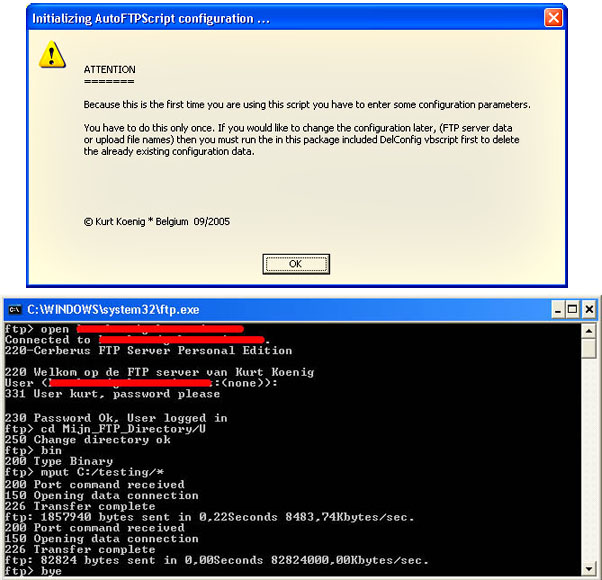 Initializing AutoFTPScript configuration ...
ATTENTION
=======
Because this is the first time you are using this script you have to enter some configuration parameters.
You have to do this only once. If you would like to change the configuration later, (FTP server data
or upload file names) then you must run the in this package included DelConfig vbscript first to delete
the already existing configuration data.
© Kurt Koenig * Belgium 09/2005
OK
C:\WINDOWS\system32\ftp.exe
ftp> open
Connected to .
220-Cerberus FTP Server Personal Edition
220 Welkom op de FTP server van Kurt Koenig
User (:(none)):
331 User kurt, password please
230 Password Ok, User logged in
ftp> cd Mijn_FTP_Directory/U
250 Change directory ok
ftp> bin
200 Type Binary
ftp> mput C:/testing/*
200 Port command received
150 Opening data connection
226 Transfer complete
ftp: 1857940 bytes sent in 0,22Seconds 8483,74Kbytes/sec.
200 Port command received
150 Opening data connection
226 Transfer complete
ftp: 82824 bytes sent in 0,00Seconds 82824000,00Kbytes/sec.
ftp> bye